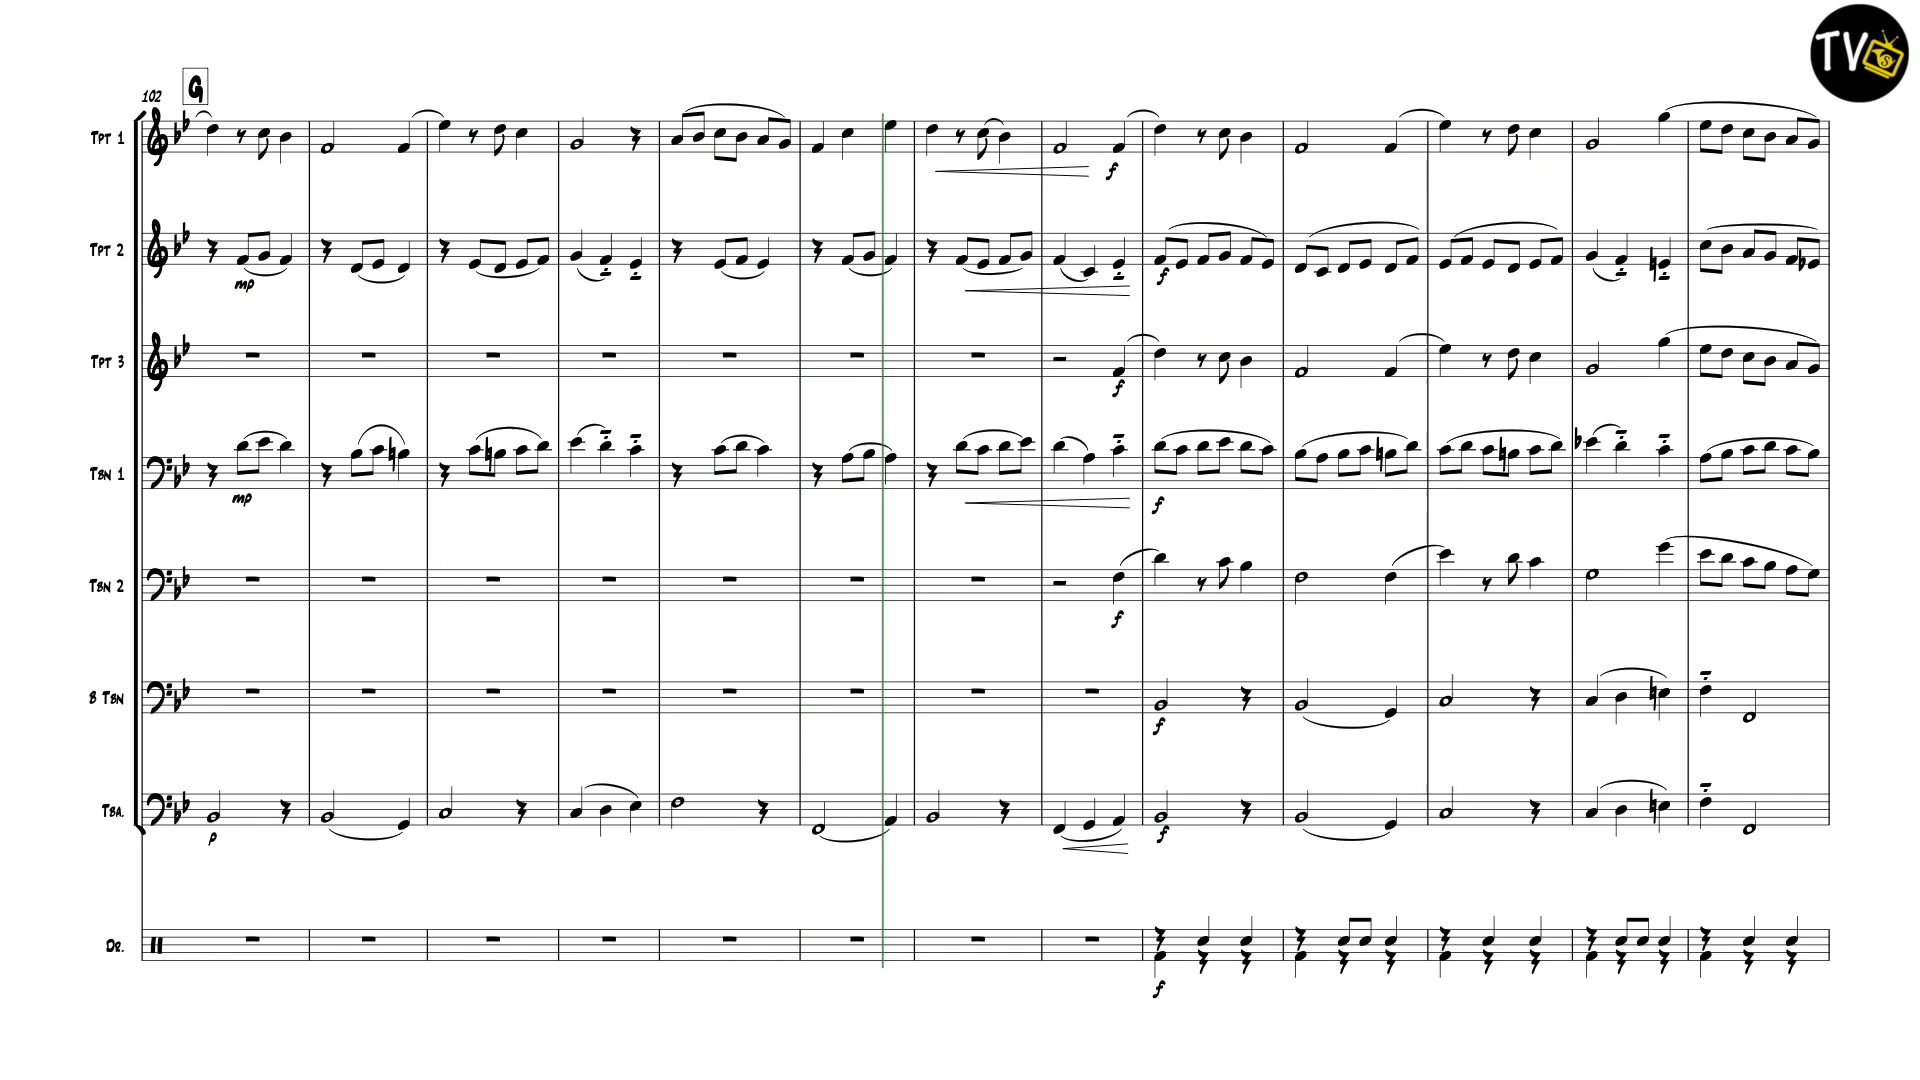 TV
102 G
TPT 1
f
TPT 2
mp f
TPT 3
f
TBN 1
mp f
TBN 2
f
B TBN
f
TBA.
p f
DR.
f